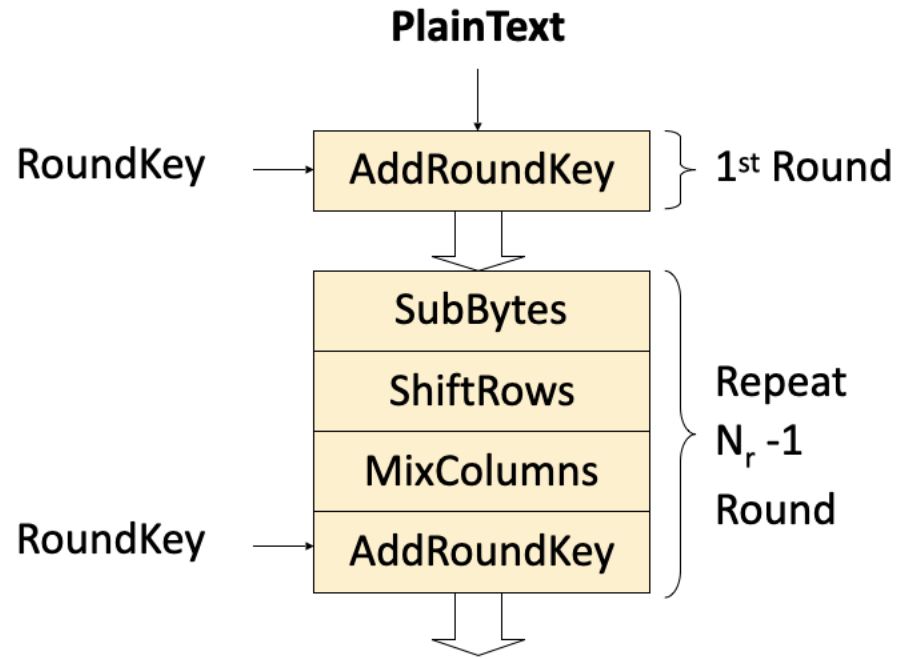 PlainText
RoundKey
AddRoundKey
1st Round
SubBytes
ShiftRows
MixColumns
RoundKey
AddRoundKey
Repeat
Nr -1
Round